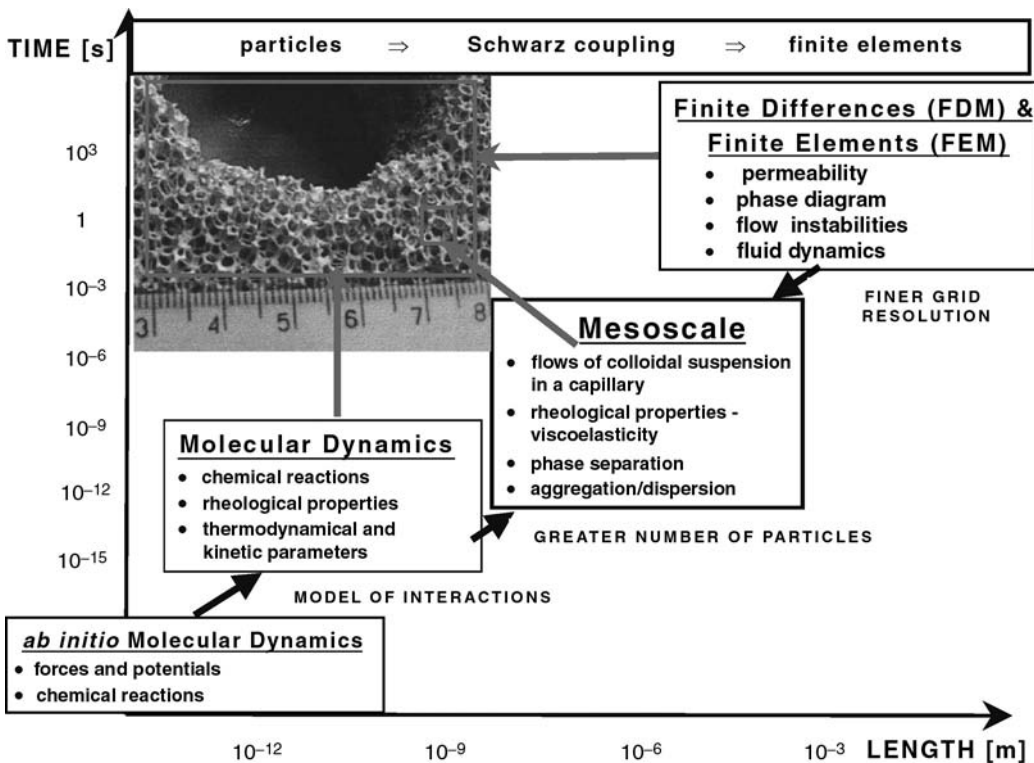 TIME [s]
particles ⇒ Schwarz coupling ⇒ finite elements
Finite Differences (FDM) &
Finite Elements (FEM)
• permeability
• phase diagram
• flow instabilities
• fluid dynamics
10³
1
10⁻³
10⁻⁶
10⁻⁹
10⁻¹²
10⁻¹⁵
3 4 5 6 7 8
FINER GRID
RESOLUTION
Mesoscale
• flows of colloidal suspension
in a capillary
• rheological properties -
viscoelasticity
• phase separation
• aggregation/dispersion
Molecular Dynamics
• chemical reactions
• rheological properties
• thermodynamical and
kinetic parameters
GREATER NUMBER OF PARTICLES
MODEL OF INTERACTIONS
ab initio Molecular Dynamics
• forces and potentials
• chemical reactions
10⁻¹² 10⁻⁹ 10⁻⁶ 10⁻³ LENGTH [m]